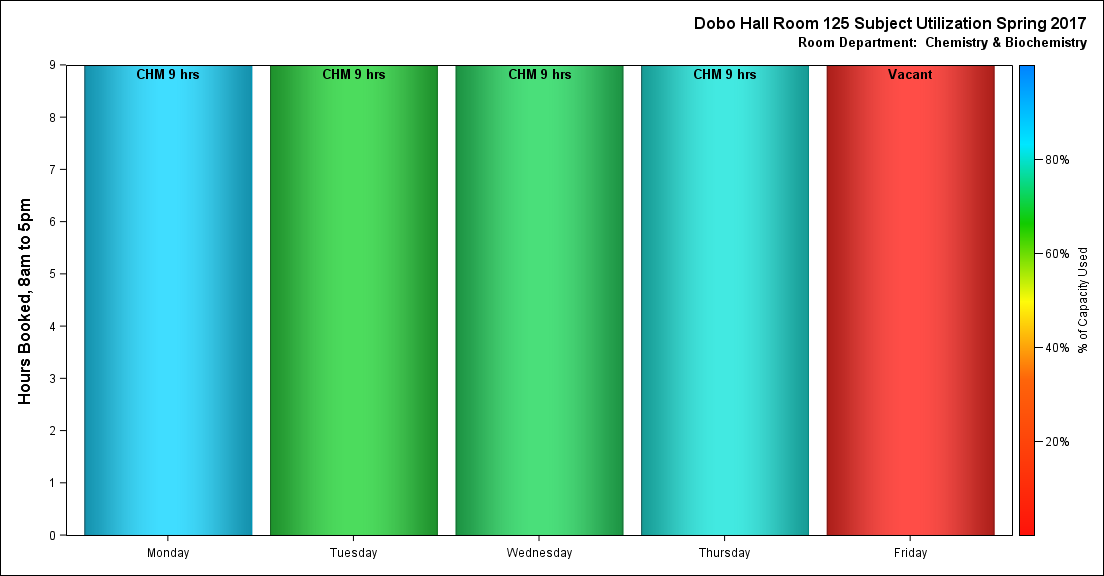 Dobo Hall Room 125 Subject Utilization Spring 2017
Room Department:  Chemistry & Biochemistry
Hours Booked, 8am to 5pm
9
8
7
6
5
4
3
2
1
0
CHM 9 hrs
CHM 9 hrs
CHM 9 hrs
CHM 9 hrs
Vacant
Monday
Tuesday
Wednesday
Thursday
Friday
80%
60%
40%
20%
% of Capacity Used